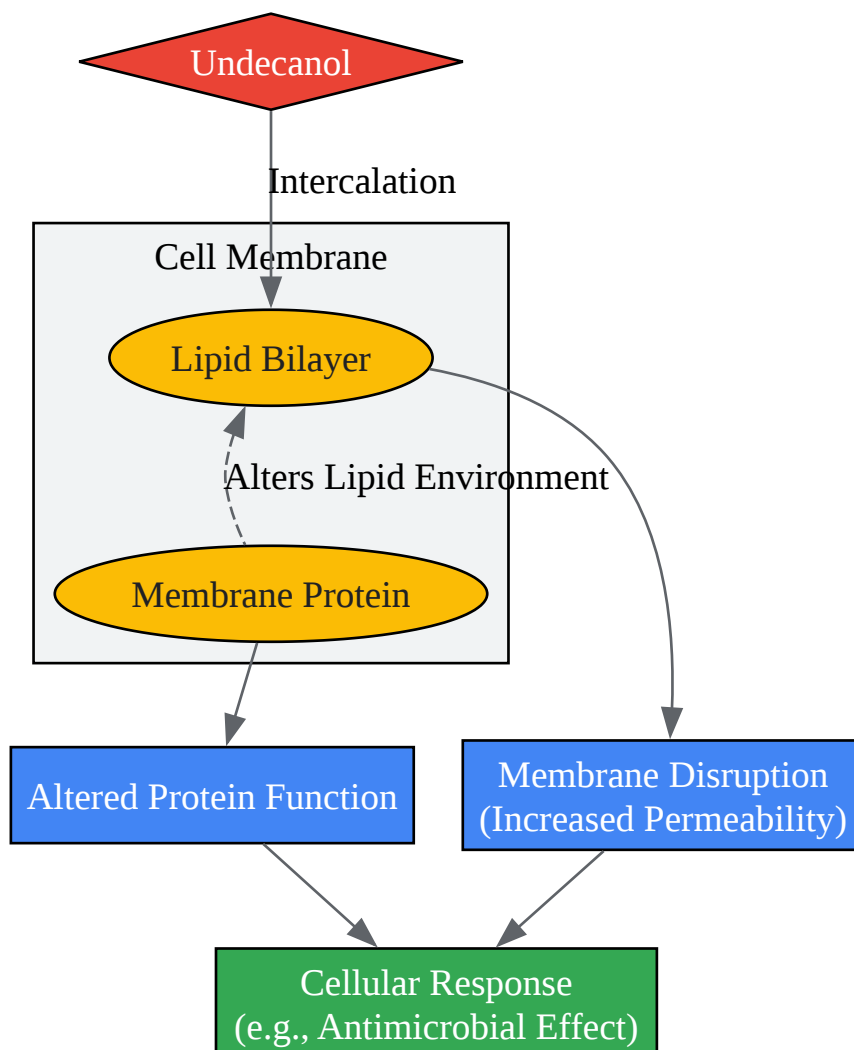 Undecanol
Intercalation
Cell Membrane
Lipid Bilayer
Alters Lipid Environment
Membrane Protein
Altered Protein Function
Membrane Disruption
(Increased Permeability)
Cellular Response
(e.g., Antimicrobial Effect)